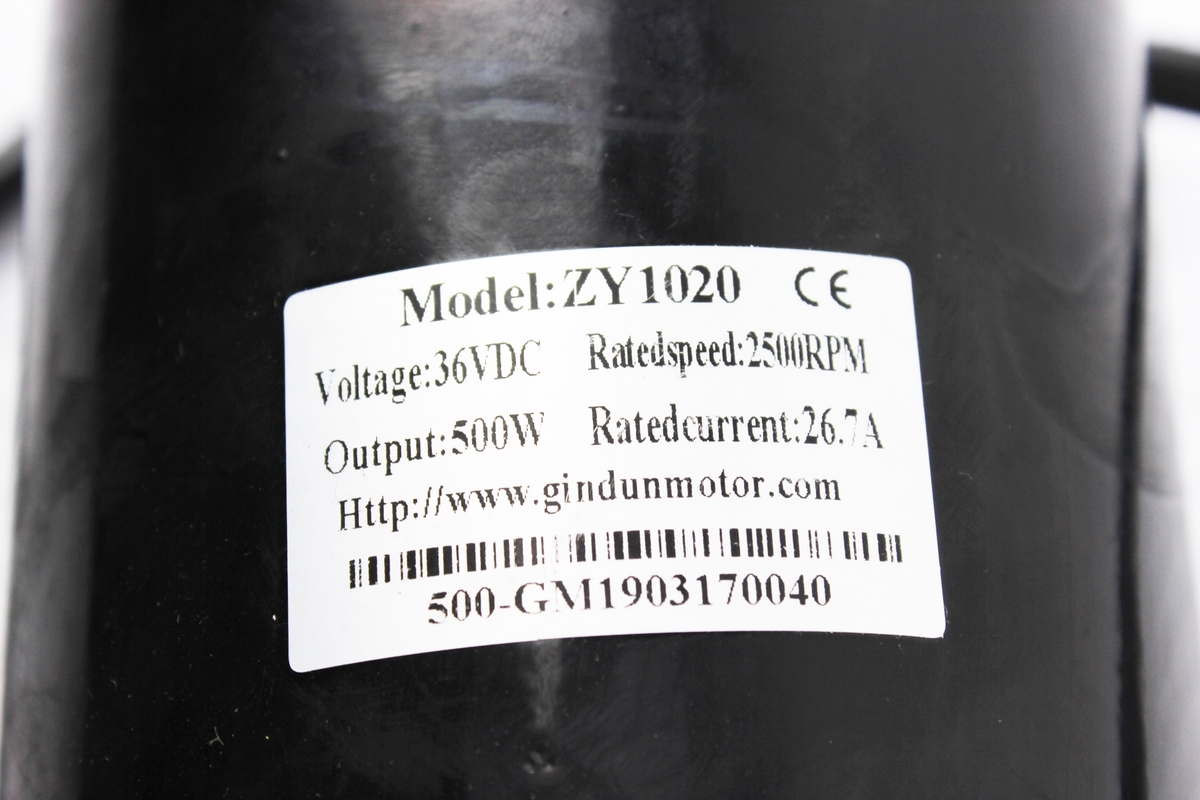 Model:ZY1020 CE
Voltage:36VDC Ratedspeed:2500RPM
Output:500W Ratedcurrent:26.7A
Http://www.gindunmotor.com
500-GM1903170040